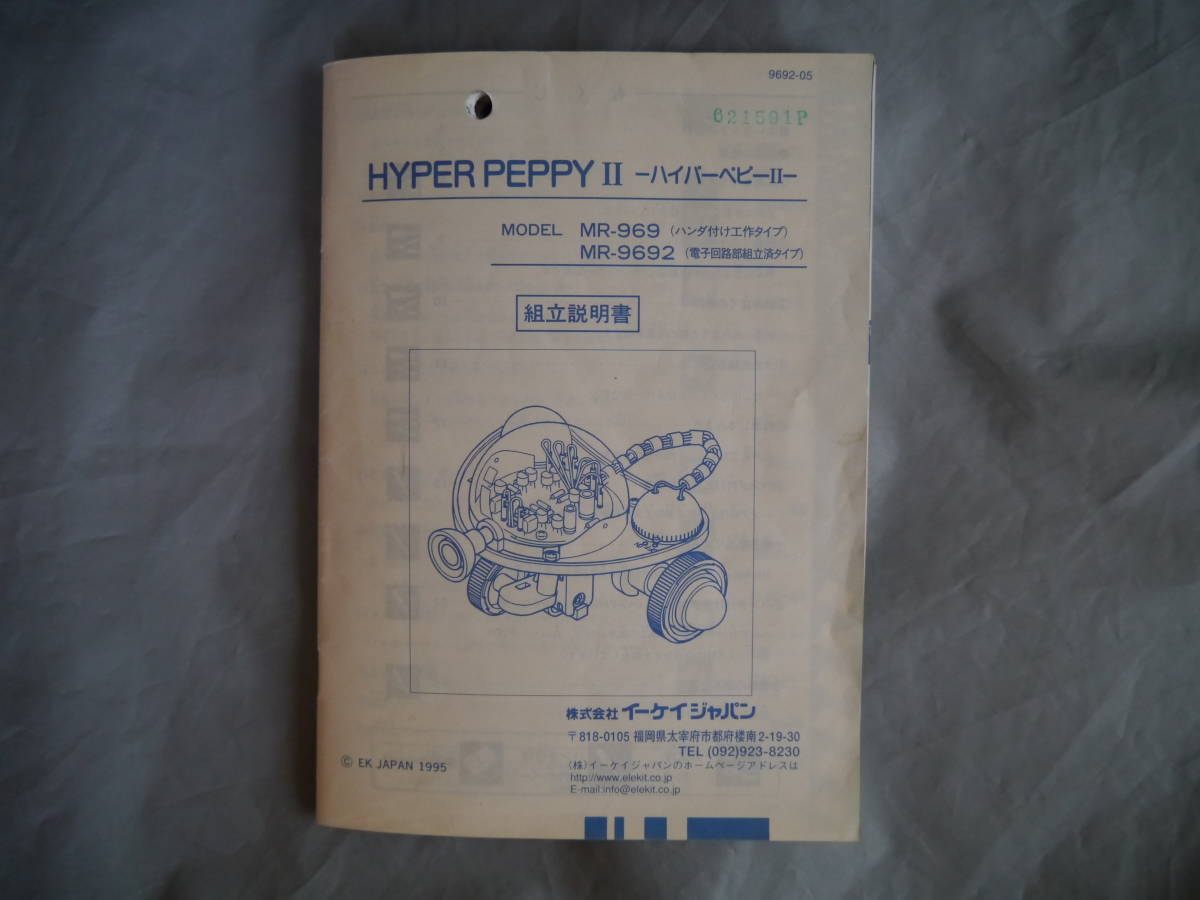 9692-05
621591P
HYPER PEPPY II －ハイパーペピーII－
MODEL MR-969 (ハンダ付け工作タイプ)
MR-9692 (電子回路部組立済タイプ)
組立説明書
株式会社 イーケイジャパン
〒818-0105 福岡県太宰府市都府楼南2-19-30
TEL (092)923-8230
(株)イーケイジャパンのホームページアドレスは
© EK JAPAN 1995
http://www.elekit.co.jp
E-mail:info@elekit.co.jp